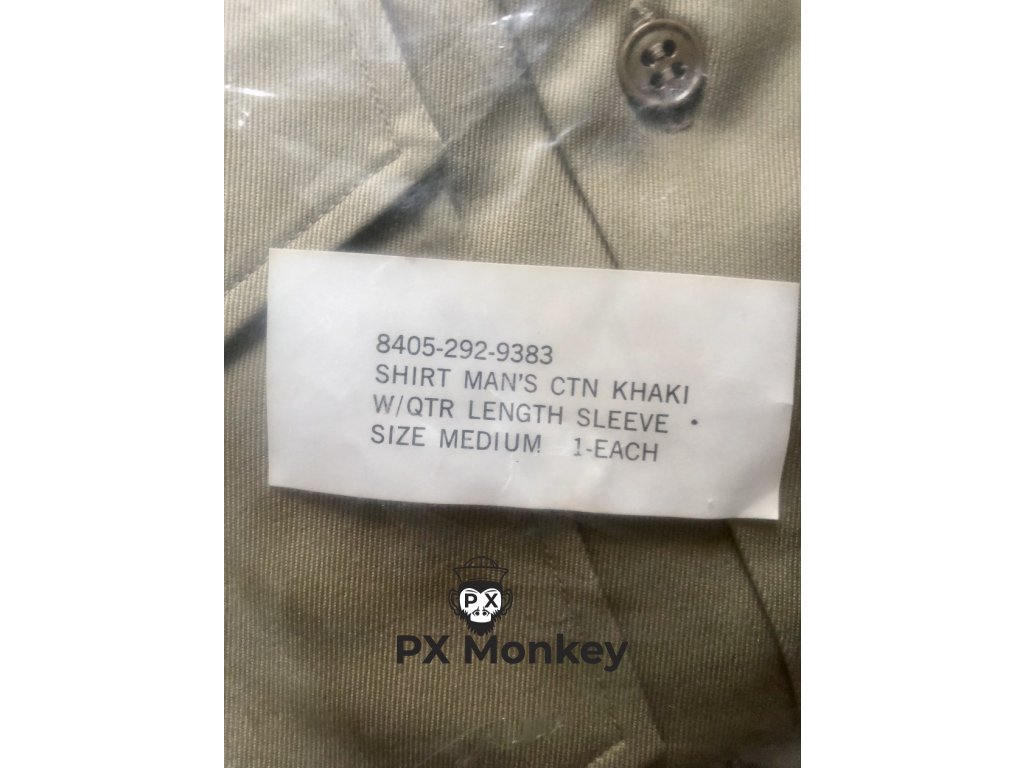 8405-292-9383
SHIRT MAN'S CTN KHAKI
W/QTR LENGTH SLEEVE
SIZE MEDIUM 1-EACH
PX
PX Monkey